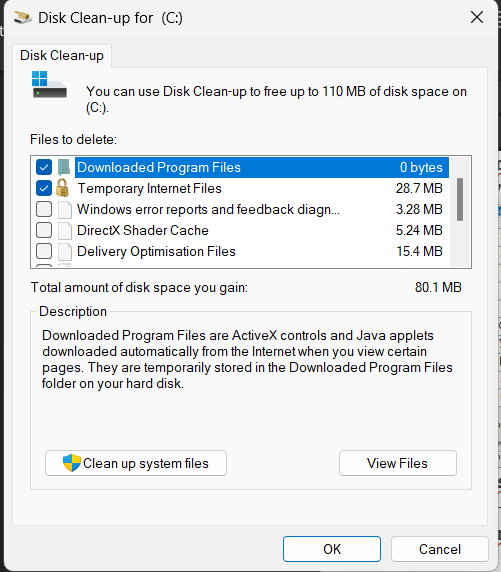 Disk Clean-up for (C:)
Disk Clean-up
You can use Disk Clean-up to free up to 110 MB of disk space on
(C:).
Files to delete:
Downloaded Program Files 0 bytes
Temporary Internet Files 28.7 MB
Windows error reports and feedback diagn... 3.28 MB
DirectX Shader Cache 5.24 MB
Delivery Optimisation Files 15.4 MB
Total amount of disk space you gain: 80.1 MB
Description
Downloaded Program Files are ActiveX controls and Java applets
downloaded automatically from the Internet when you view certain
pages. They are temporarily stored in the Downloaded Program Files
folder on your hard disk.
Clean up system files View Files
OK Cancel